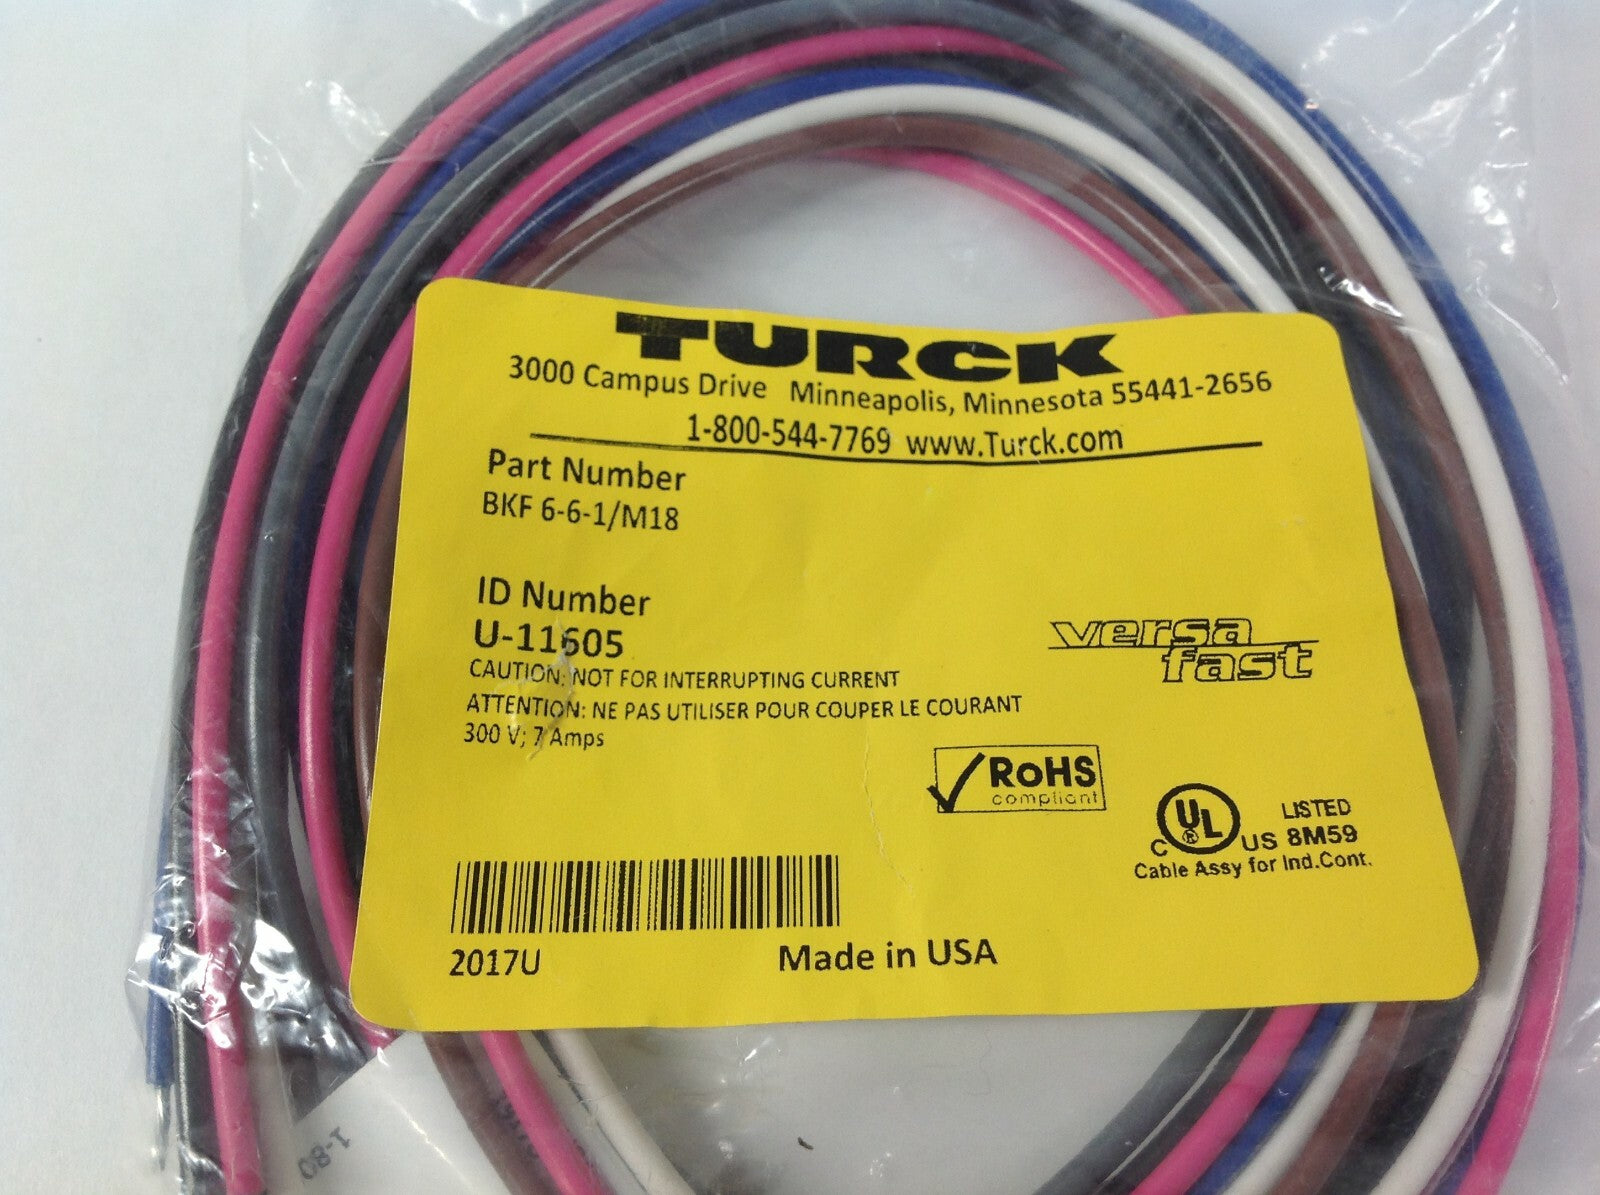 TURCK
3000 Campus Drive Minneapolis, Minnesota 55441-2656
1-800-544-7769 www.Turck.com
Part Number
BKF 6-6-1/M18
ID Number
U-11605
CAUTION: NOT FOR INTERRUPTING CURRENT
ATTENTION: NE PAS UTILISER POUR COUPER LE COURANT
300 V; 7 Amps
versa
fast
RoHS
compliant
C UL ® US LISTED
8M59
Cable Assy for Ind.Cont.
2017U
Made in USA
1-80